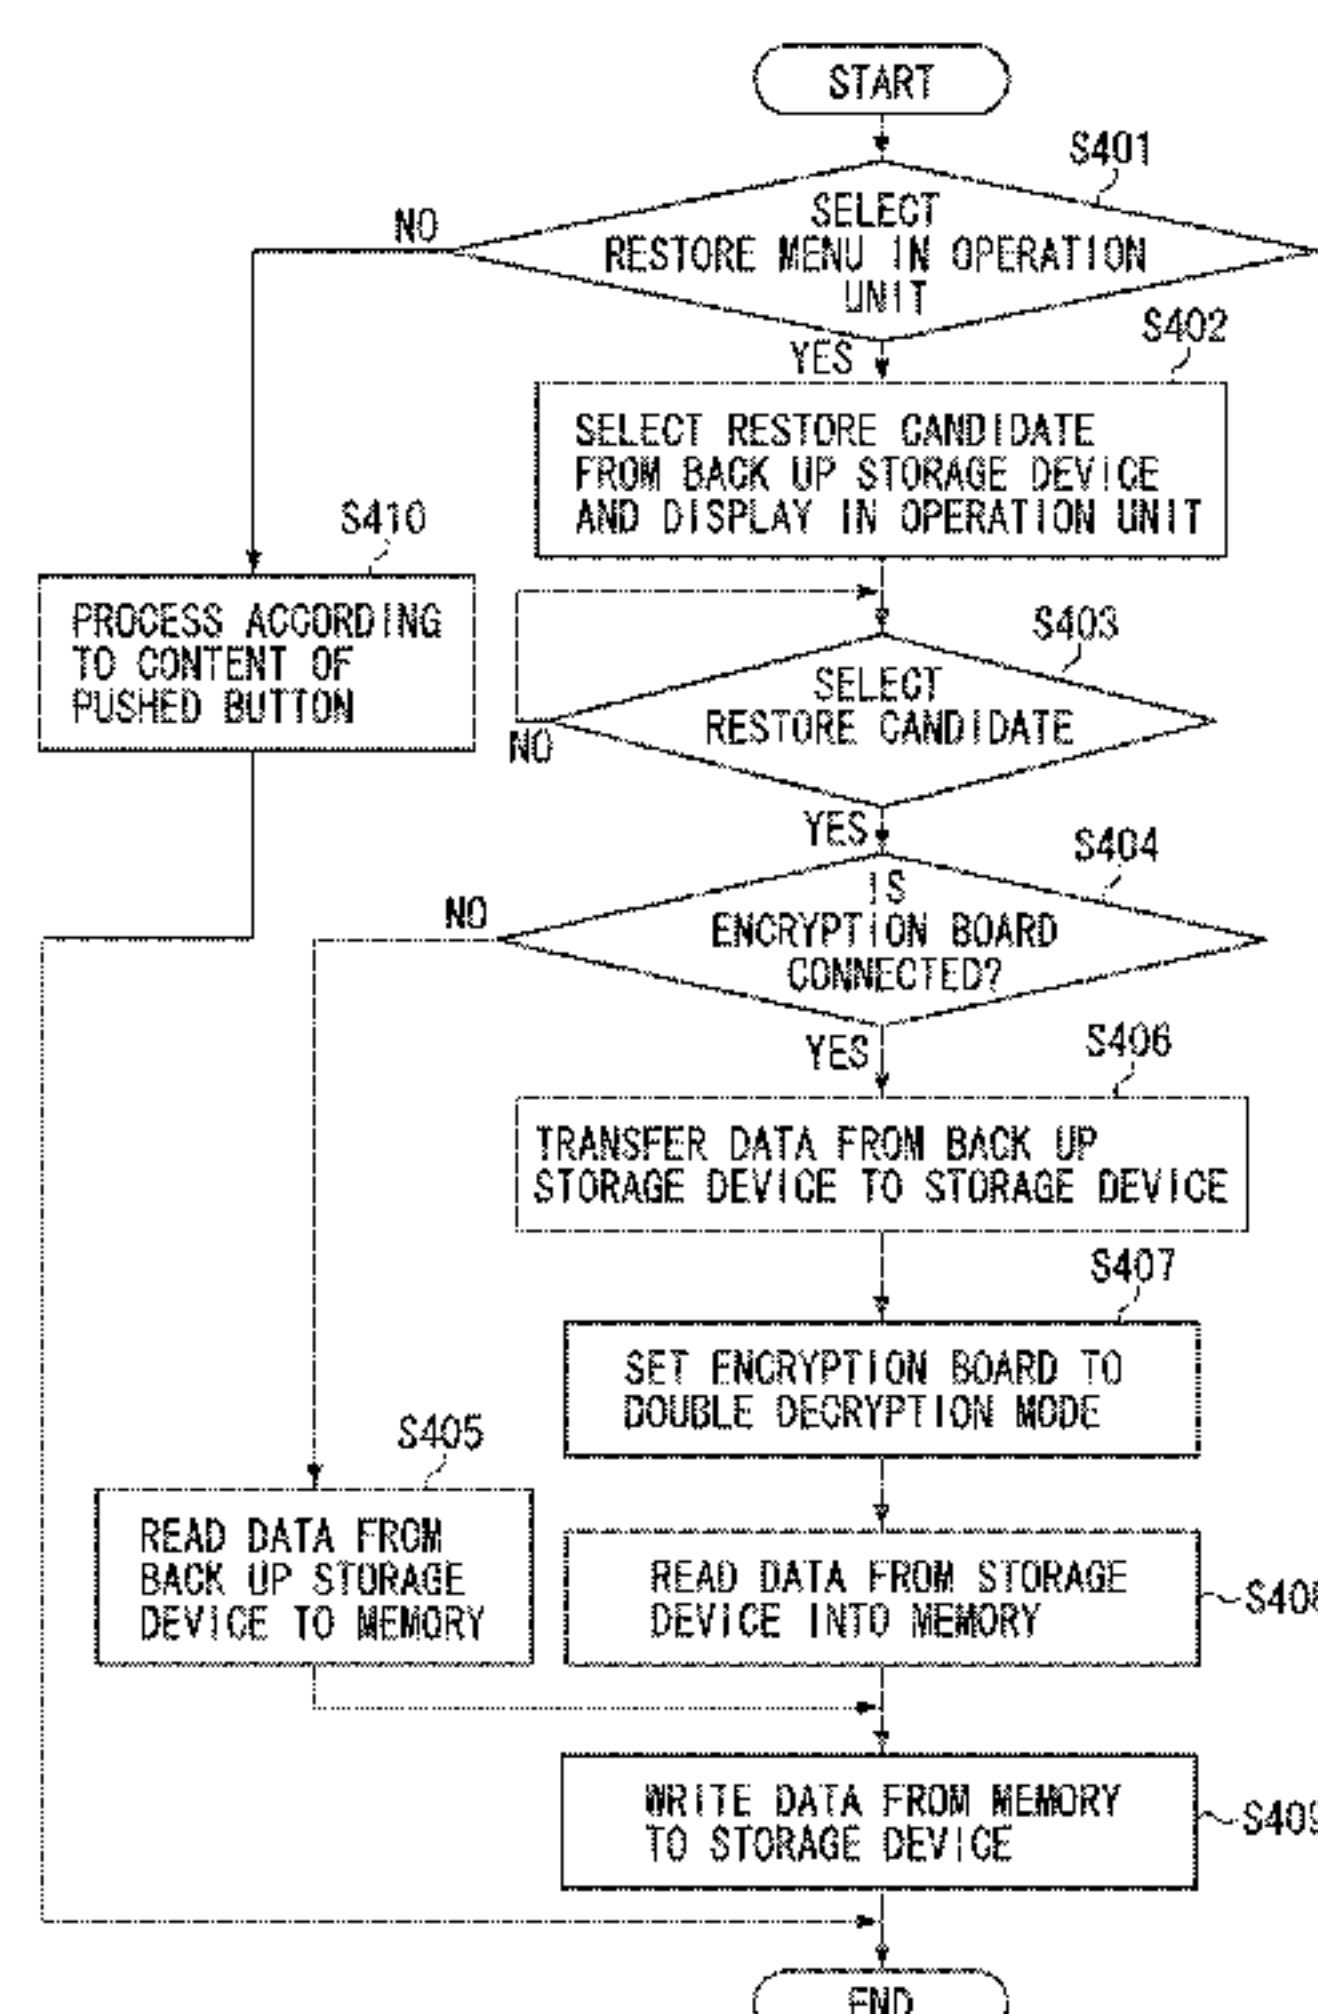 START
S401
NO
SELECT
RESTORE MENU IN OPERATION
UNIT
YES
S402
SELECT RESTORE CANDIDATE
FROM BACK UP STORAGE DEVICE
AND DISPLAY IN OPERATION UNIT
S410
PROCESS ACCORDING
TO CONTENT OF
PUSHED BUTTON
S403
SELECT
RESTORE CANDIDATE
NO
YES
S404
IS
ENCRYPTION BOARD
CONNECTED?
NO
YES
S406
TRANSFER DATA FROM BACK UP
STORAGE DEVICE TO STORAGE DEVICE
S407
SET ENCRYPTION BOARD TO
DOUBLE DECRYPTION MODE
S405
READ DATA FROM
BACK UP STORAGE
DEVICE TO MEMORY
READ DATA FROM STORAGE
DEVICE INTO MEMORY
S408
WRITE DATA FROM MEMORY
TO STORAGE DEVICE
S409
END